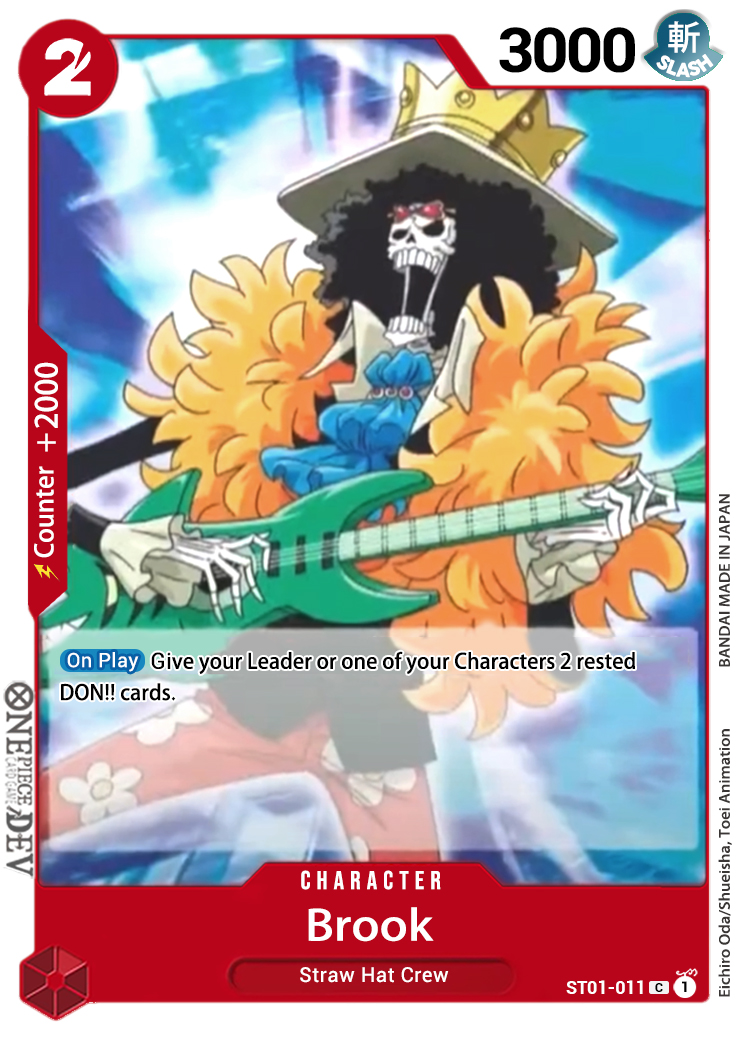 2
3000
斬
SLASH
⚡Counter +2000
On Play Give your Leader or one of your Characters 2 rested
DON!! cards.
BANDAI MADE IN JAPAN
Eichiro Oda/Shueisha, Toei Animation
ONE PIECE
CARD GAME
/DEV
CHARACTER
Brook
Straw Hat Crew
ST01-011 C 1